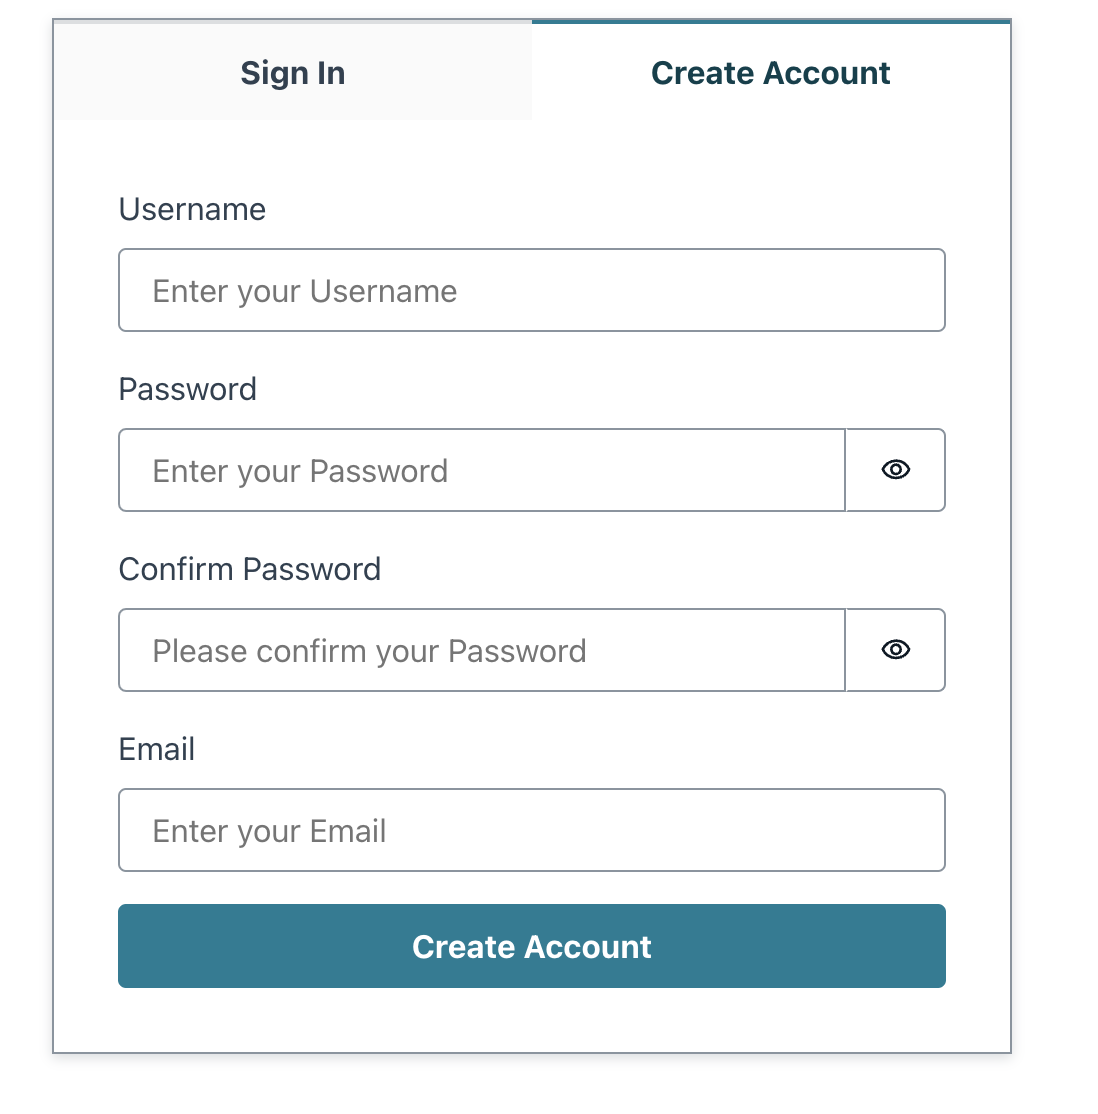 Sign In
Create Account
Username
Enter your Username
Password
Enter your Password
Confirm Password
Please confirm your Password
Email
Enter your Email
Create Account